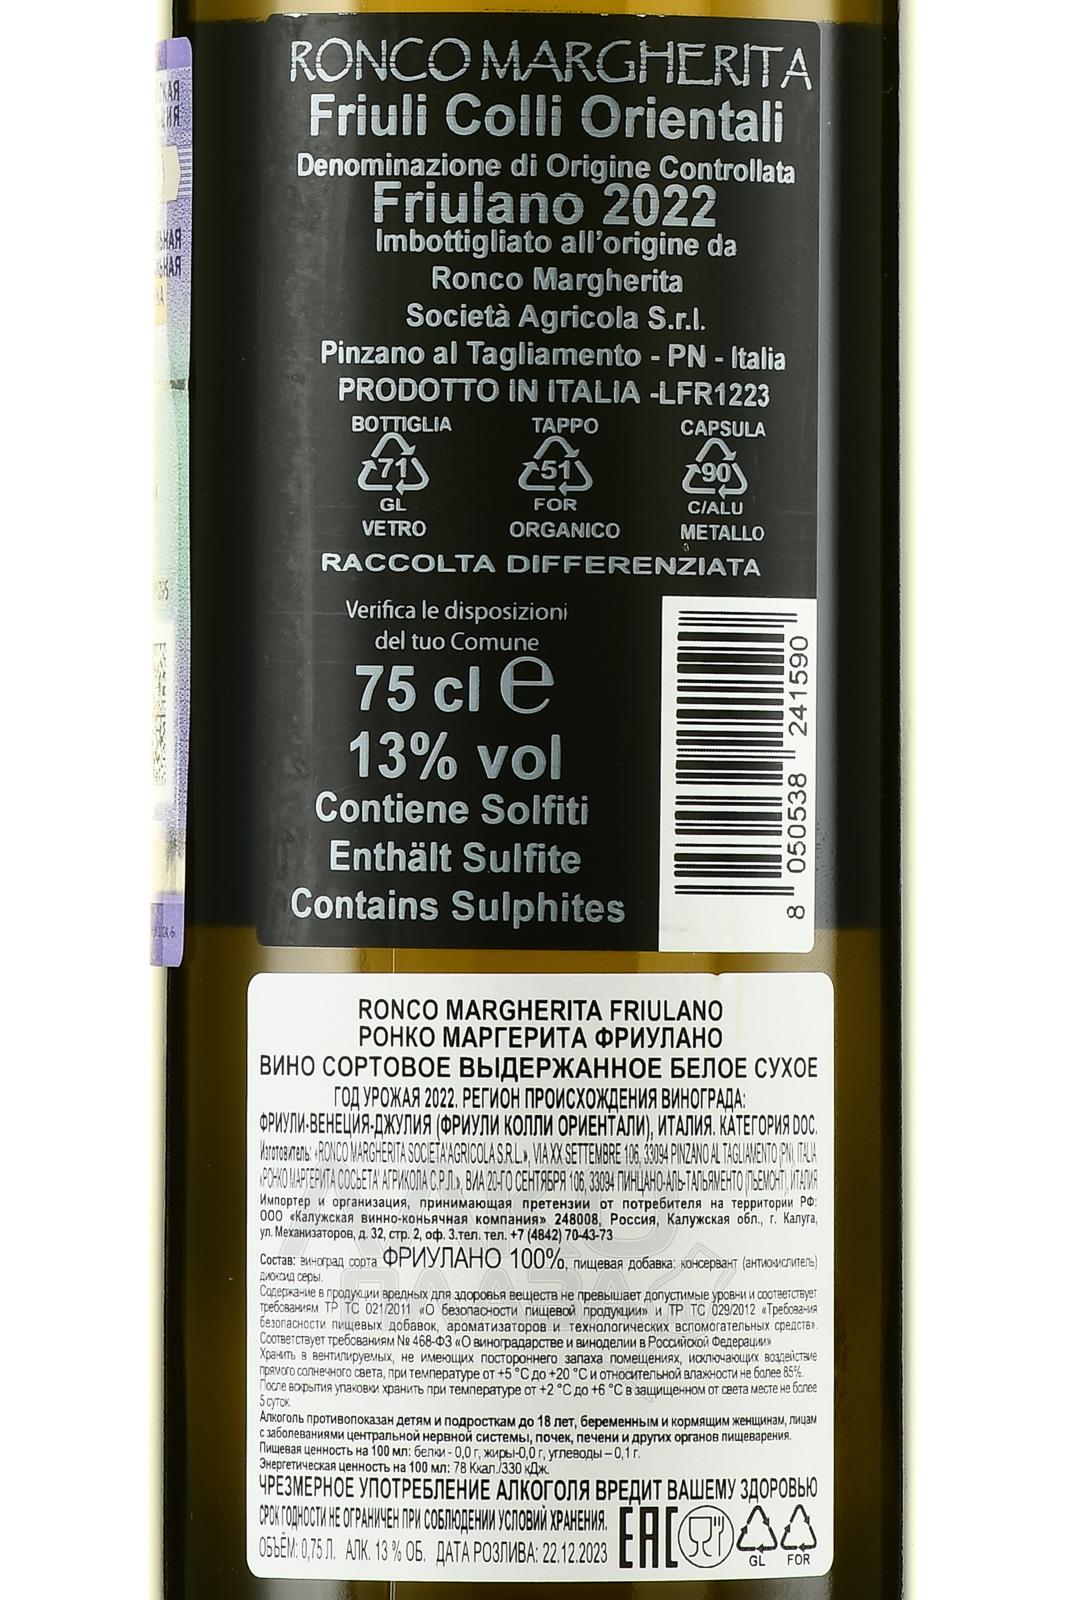 RONCO MARGHERITA
Friuli Colli Orientali
Denominazione di Origine Controllata
Friulano 2022
Imbottigliato all'origine da
Ronco Margherita
Società Agricola S.r.l.
Pinzano al Tagliamento - PN - Italia
PRODOTTO IN ITALIA -LFR1223
BOTTIGLIA TAPPO CAPSULA
71 51 90
GL FOR C/ALU
VETRO ORGANICO METALLO
RACCOLTA DIFFERENZIATA
Verifica le disposizioni
del tuo Comune
75 cl e
13% vol
Contiene Solfiti
Enthält Sulfite
Contains Sulphites
8 050538 241590
RONCO MARGHERITA FRIULANO
РОНКО МАРГЕРИТА ФРИУЛАНО
ВИНО СОРТОВОЕ ВЫДЕРЖАННОЕ БЕЛОЕ СУХОЕ
ГОД УРОЖАЯ 2022. РЕГИОН ПРОИСХОЖДЕНИЯ ВИНОГРАДА:
ФРИУЛИ-ВЕНЕЦИЯ-ДЖУЛИЯ (ФРИУЛИ КОЛЛИ ОРИЕНТАЛИ), ИТАЛИЯ. КАТЕГОРИЯ DOC.
Изготовитель: «RONCO MARGHERITA SOCIETA'AGRICOLA S.R.L.», VIA XX SETTEMBRE 106, 33094 PINZANO AL TAGLIAMENTO (PN), ITALIA
«РОНКО МАРГЕРИТА СОСЬЕТА' АГРИКОЛА С.Р.Л.», ВИА 20-ГО СЕНТЯБРЯ 106, 33094 ПИНЦАНО-АЛЬ-ТАЛЬЯМЕНТО (ПЬЕМОНТ), ИТАЛИЯ
Импортер и организация, принимающая претензии от потребителя на территории РФ:
ООО «Калужская винно-коньячная компания» 248008, Россия, Калужская обл., г. Калуга,
ул. Механизаторов, д. 32, стр. 2, оф. 3.тел. тел. +7 (4842) 70-43-73
Состав: виноград сорта ФРИУЛАНО 100%, пищевая добавка: консервант (антиокислитель)
диоксид серы.
Содержание в продукции вредных для здоровья веществ не превышает допустимые уровни и соответствует
требованиям ТР ТС 021/2011 «О безопасности пищевой продукции» и ТР ТС 029/2012 «Требования
безопасности пищевых добавок, ароматизаторов и технологических вспомогательных средств».
Соответствует требованиям № 468-ФЗ «О виноградарстве и виноделии в Российской Федерации»
Хранить в вентилируемых, не имеющих постороннего запаха помещениях, исключающих воздействие
прямого солнечного света, при температуре от +5 °C до +20 °C и относительной влажности не более 85%.
После вскрытия упаковки хранить при температуре от +2 °C до +6 °C в защищенном от света месте не более
5 суток.
Алкоголь противопоказан детям и подросткам до 18 лет, беременным и кормящим женщинам, лицам
с заболеваниями центральной нервной системы, почек, печени и других органов пищеварения.
Пищевая ценность на 100 мл: белки - 0,0 г, жиры-0,0 г, углеводы – 0,1 г.
Энергетическая ценность на 100 мл: 78 Ккал./330 кДж.
ЧРЕЗМЕРНОЕ УПОТРЕБЛЕНИЕ АЛКОГОЛЯ ВРЕДИТ ВАШЕМУ ЗДОРОВЬЮ
СРОК ГОДНОСТИ НЕ ОГРАНИЧЕН ПРИ СОБЛЮДЕНИИ УСЛОВИЙ ХРАНЕНИЯ.
ОБЪЁМ: 0,75 Л. АЛК. 13 % ОБ. ДАТА РОЗЛИВА: 22.12.2023 EAC GL FOR